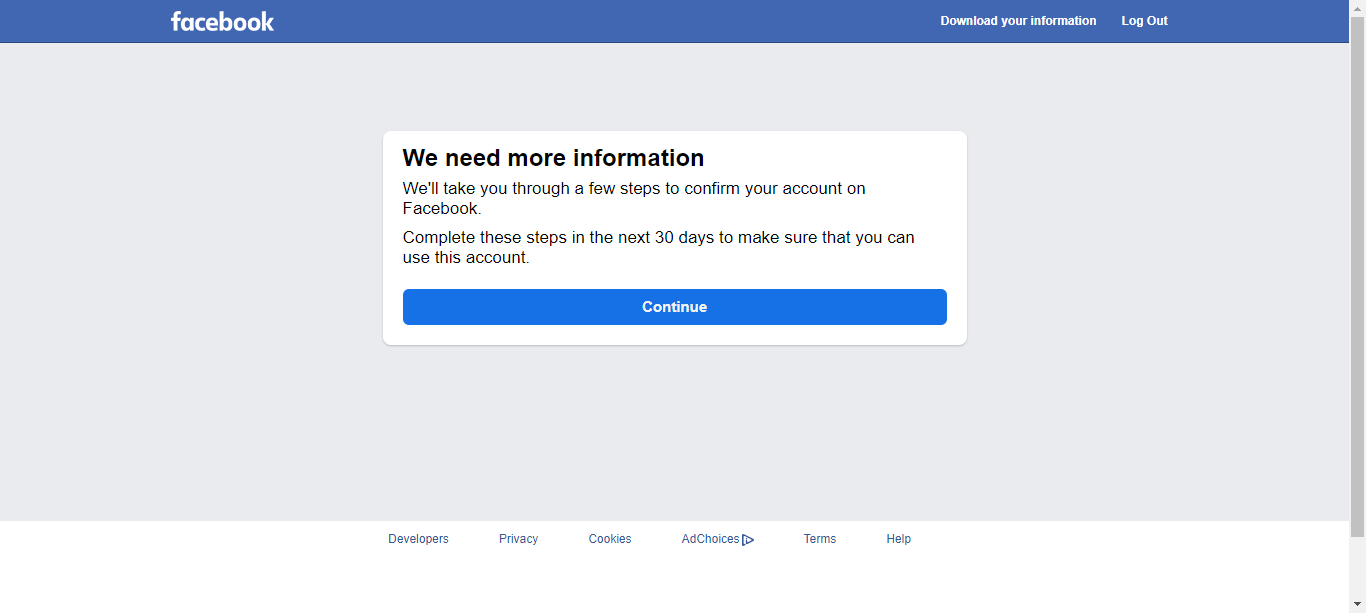 facebook
Download your information
Log Out
We need more information
We'll take you through a few steps to confirm your account on
Facebook.
Complete these steps in the next 30 days to make sure that you can
use this account.
Continue
Developers
Privacy
Cookies
AdChoices
Terms
Help